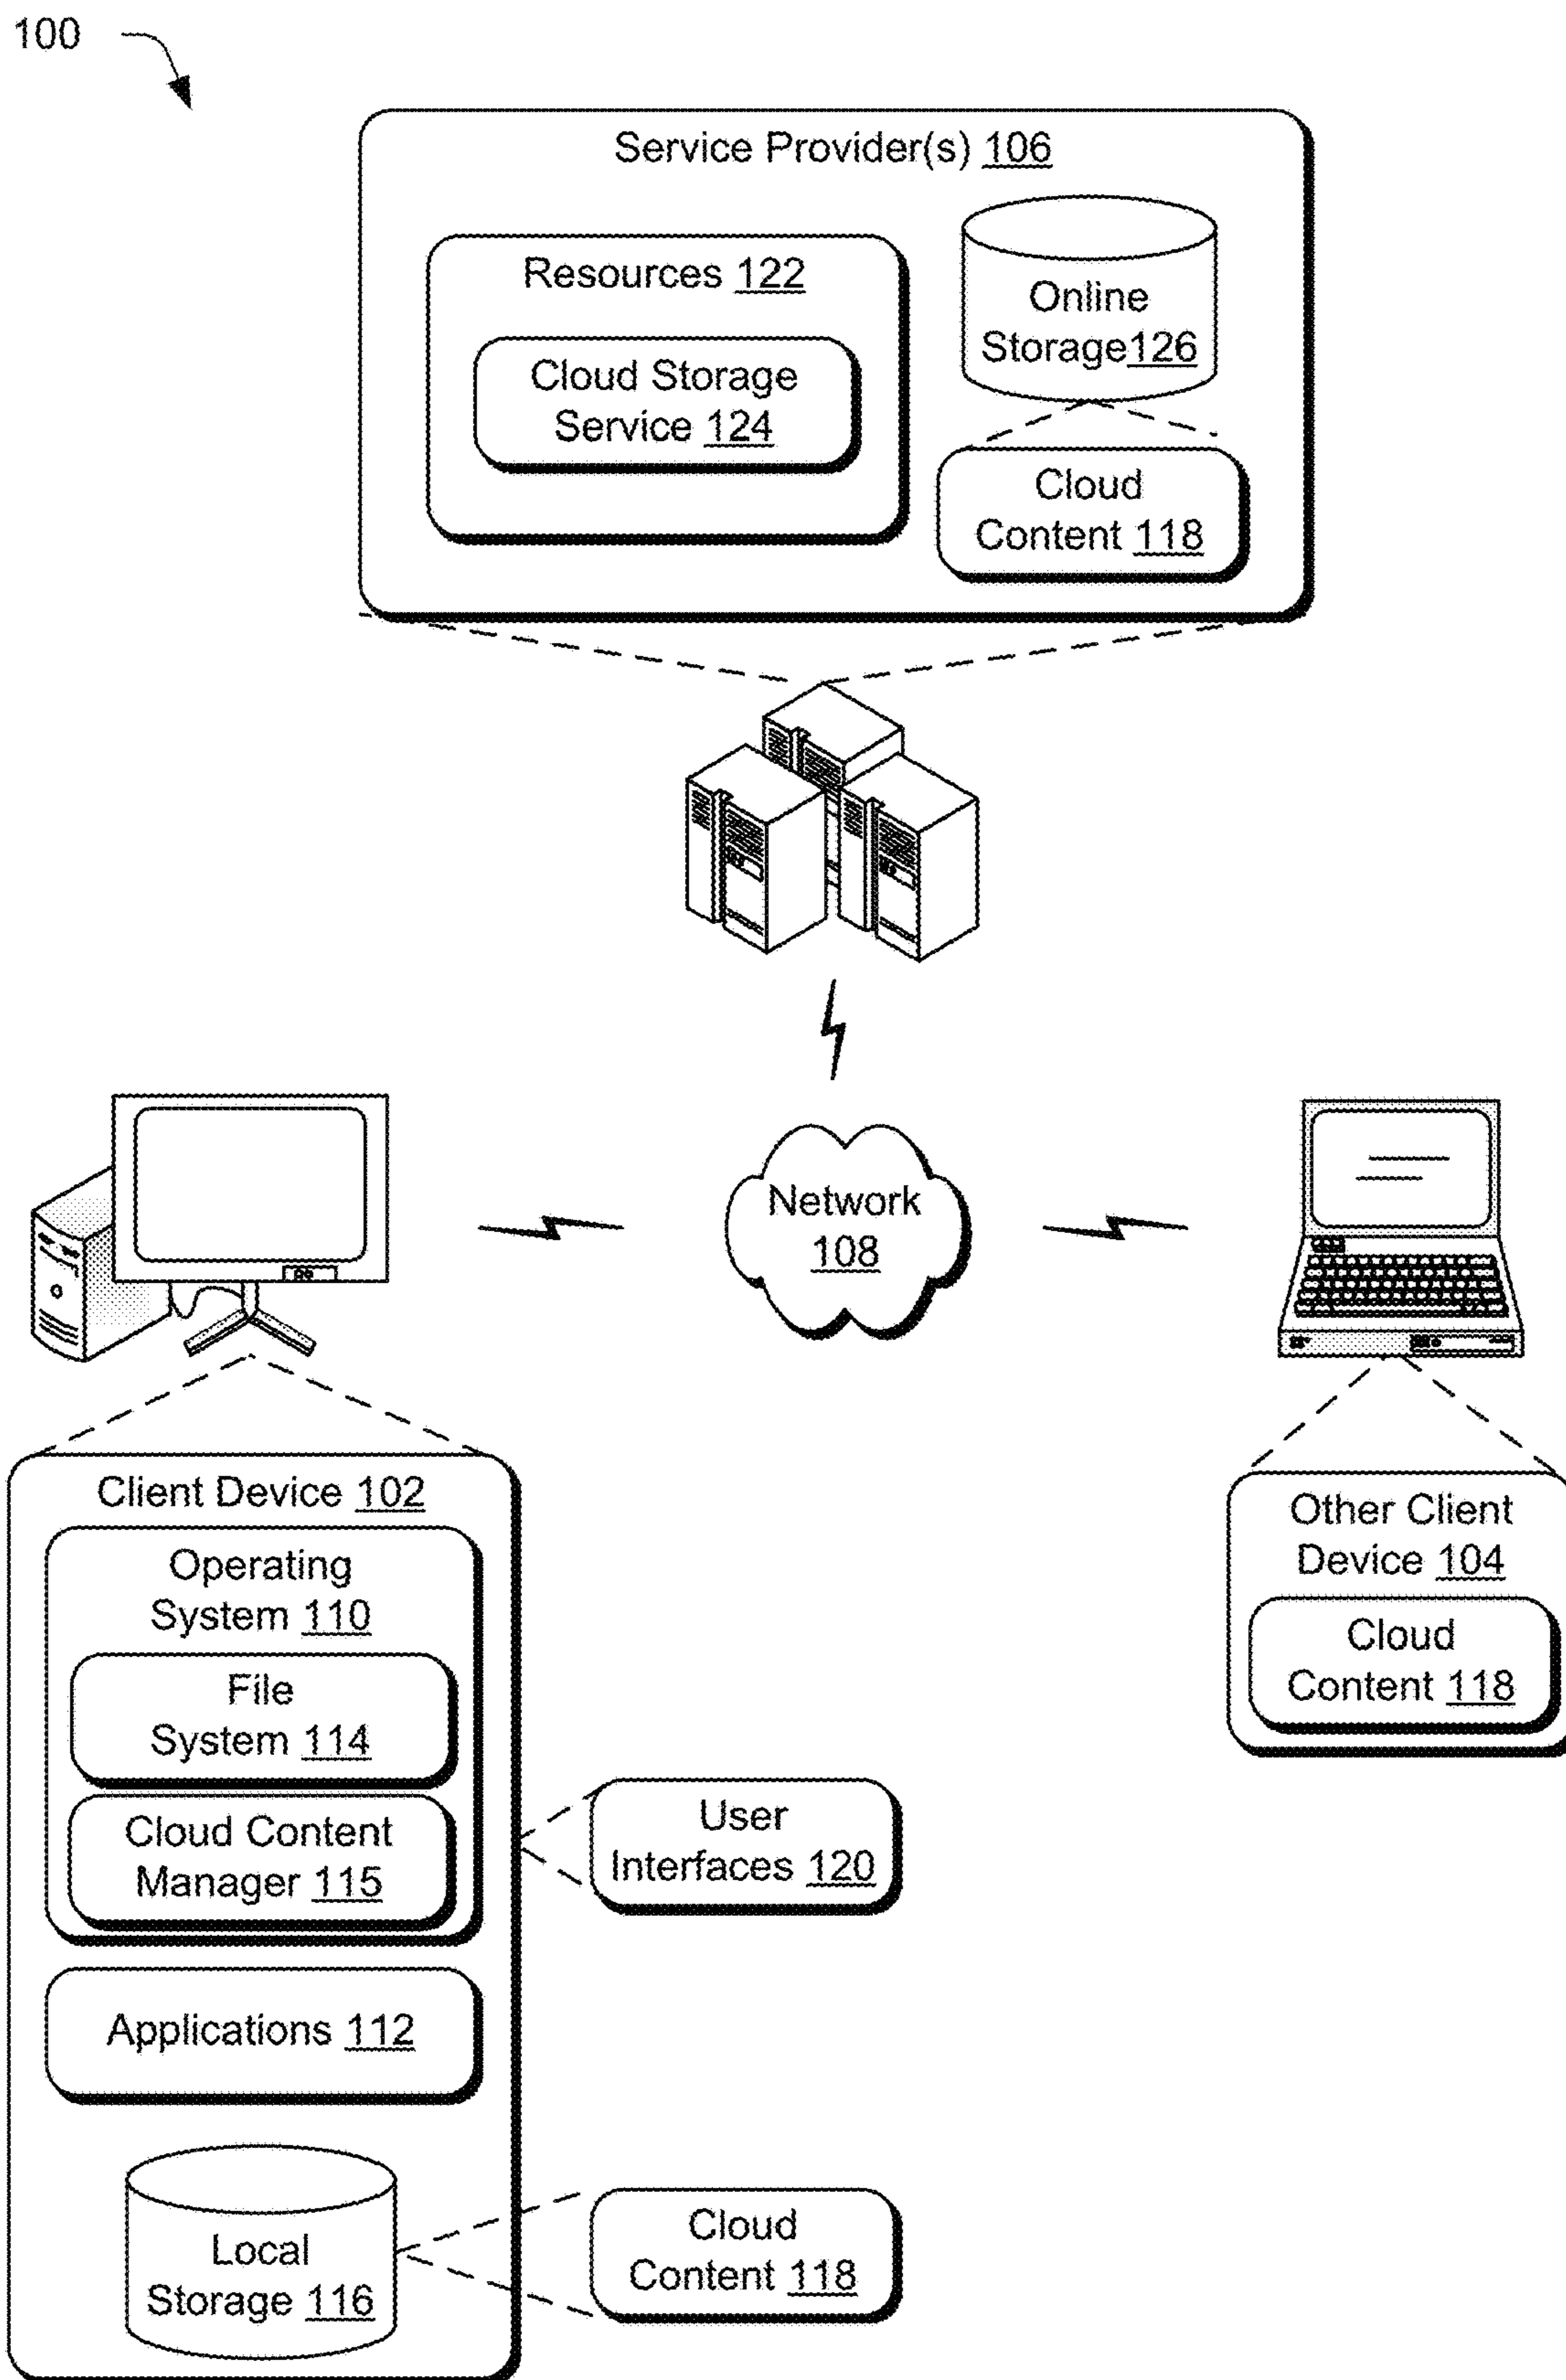 100
Service Provider(s) 106
Resources 122
Cloud Storage
Service 124
Online
Storage126
Cloud
Content 118
Network
108
Client Device 102
Operating
System 110
File
System 114
Cloud Content
Manager 115
Applications 112
Local
Storage 116
User
Interfaces 120
Cloud
Content 118
Other Client
Device 104
Cloud
Content 118